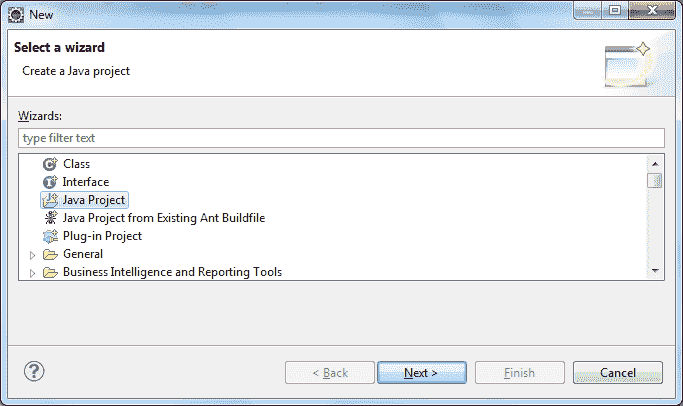 New
Select a wizard
Create a Java project
Wizards:
type filter text
Class
Interface
Java Project
Java Project from Existing Ant Buildfile
Plug-in Project
General
Business Intelligence and Reporting Tools
< Back Next > Finish Cancel